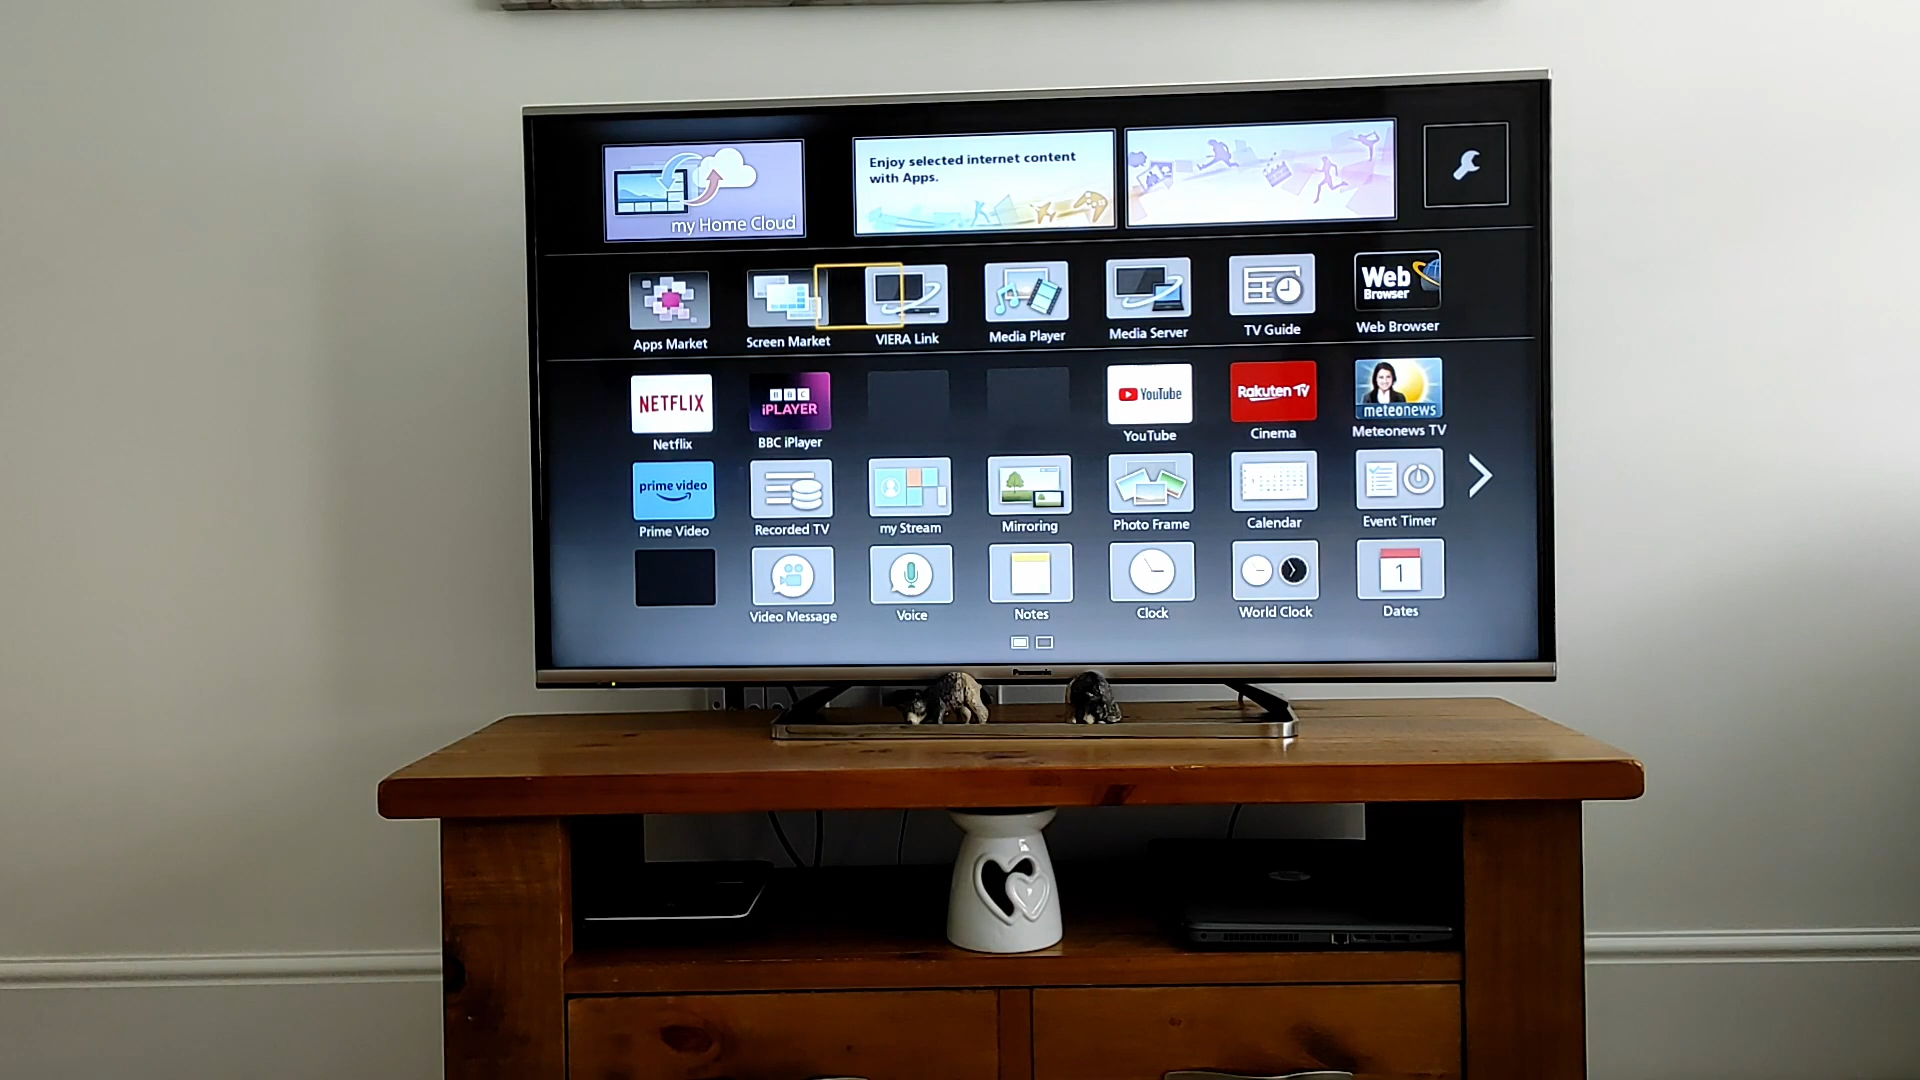 my Home Cloud
Enjoy selected internet content
with Apps.
Web
Browser
Apps Market
Screen Market
VIERA Link
Media Player
Media Server
TV Guide
Web Browser
NETFLIX
BBC
iPLAYER
YouTube
Rakuten TV
meteonews
Netflix
BBC iPlayer
YouTube
Cinema
Meteonews TV
prime video
Prime Video
Recorded TV
my Stream
Mirroring
Photo Frame
Calendar
Event Timer
1
Video Message
Voice
Notes
Clock
World Clock
Dates
Panasonic